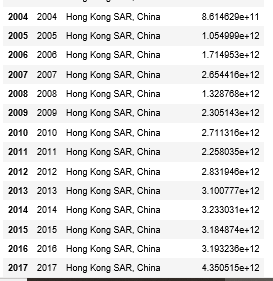 2004 2004 Hong Kong SAR, China 8.614629e+11
2005 2005 Hong Kong SAR, China 1.054999e+12
2006 2006 Hong Kong SAR, China 1.714953e+12
2007 2007 Hong Kong SAR, China 2.654416e+12
2008 2008 Hong Kong SAR, China 1.328768e+12
2009 2009 Hong Kong SAR, China 2.305143e+12
2010 2010 Hong Kong SAR, China 2.711316e+12
2011 2011 Hong Kong SAR, China 2.258035e+12
2012 2012 Hong Kong SAR, China 2.831946e+12
2013 2013 Hong Kong SAR, China 3.100777e+12
2014 2014 Hong Kong SAR, China 3.233031e+12
2015 2015 Hong Kong SAR, China 3.184874e+12
2016 2016 Hong Kong SAR, China 3.193236e+12
2017 2017 Hong Kong SAR, China 4.350515e+12